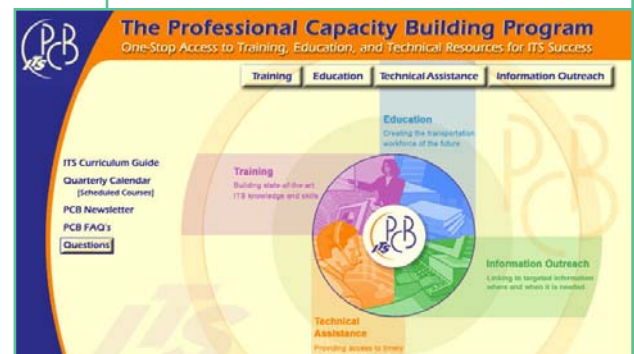 The Professional Capacity Building Program
One-Stop Access to Training, Education, and Technical Resources for ITS Success
PCB
ITS
Training
Education
Technical Assistance
Information Outreach
ITS Curriculum Guide
Quarterly Calendar
[Scheduled Courses]
PCB Newsletter
PCB FAQ's
Questions
Education
Creating the transportation
workforce of the future
Training
Building state-of-the-art
ITS knowledge and skills
PCB
ITS
Information Outreach
Linking to targeted information
where and when it is needed
Technical
Assistance
Providing access to timely
PCB
ITS